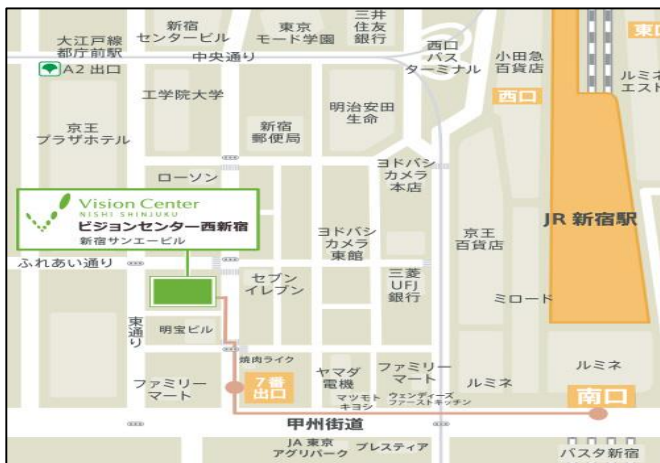 大江戸線
都庁前駅
A2 出口
新宿
センタービル
東京
モード学園
三井
住友
銀行
中央通り
西口
バス
ターミナル
小田急
百貨店
東口
ルミネ
エスト
西口
京王
プラザホテル
工学院大学
新宿
郵便局
明治安田
生命
ローソン
ヨドバシ
カメラ
本店
Vision Center
NISHI SHINJUKU
ビジョンセンター西新宿
新宿サンエービル
ヨドバシ
カメラ
東館
京王
百貨店
JR 新宿駅
ふれあい通り
セブン
イレブン
三菱
UFJ
銀行
ミロード
東通り
明宝ビル
焼肉ライク
ファミリー
マート
7番
出口
ヤマダ
電機
マツモト
キヨシ
ファミリー
マート
ウェンディーズ
ファーストキッチン
ルミネ
ルミネ
南口
甲州街道
JA 東京
アグリパーク
プレスティア
バスタ新宿